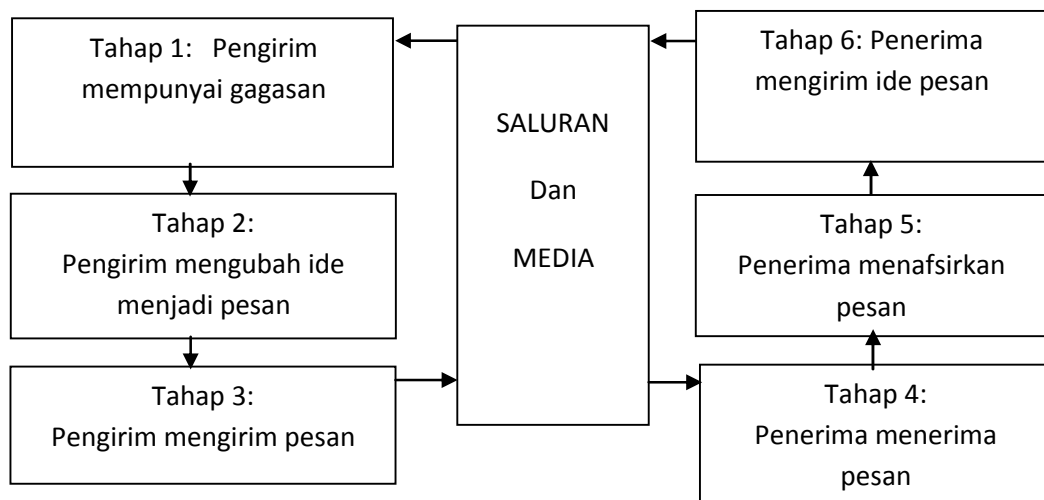 Tahap 1: Pengirim
mempunyai gagasan
Tahap 2:
Pengirim mengubah ide
menjadi pesan
Tahap 3:
Pengirim mengirim pesan
SALURAN
Dan
MEDIA
Tahap 4:
Penerima menerima
pesan
Tahap 5:
Penerima menafsirkan
pesan
Tahap 6: Penerima
mengirim ide pesan